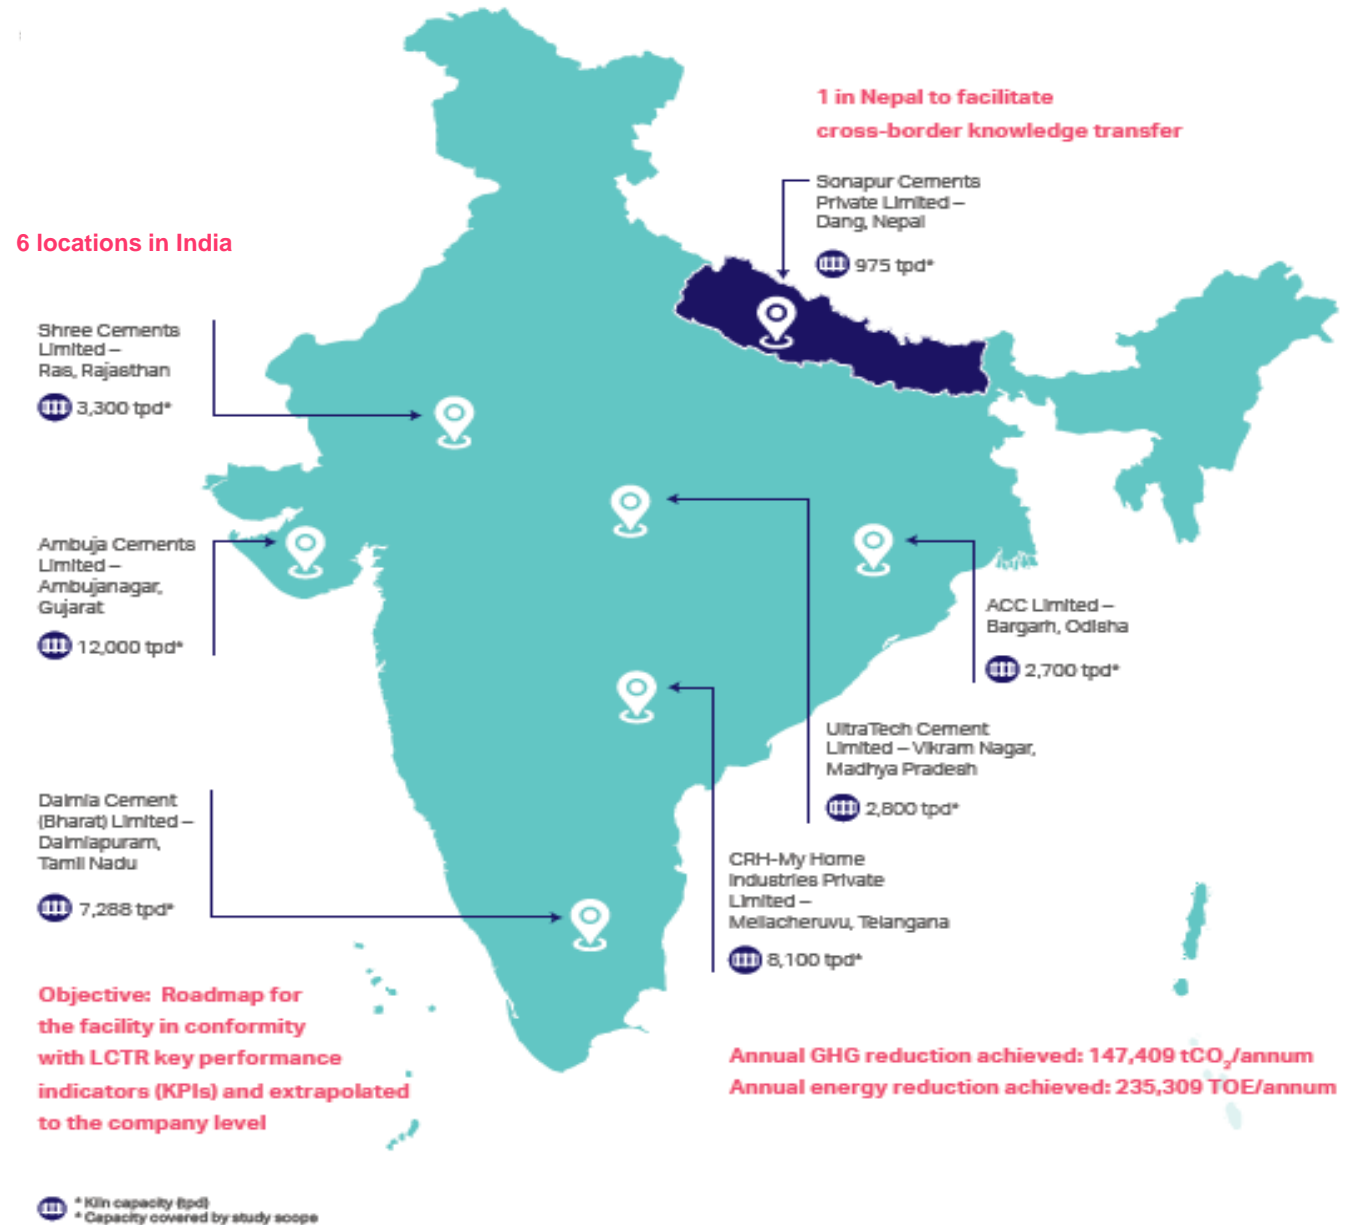 1 in Nepal to facilitate
cross-border knowledge transfer
Sonapur Cements
Private Limited –
Dang, Nepal
975 tpd*
6 locations in India
Shree Cements
Limited –
Ras, Rajasthan
3,300 tpd*
Ambuja Cements
Limited –
Ambujanagar,
Gujarat
12,000 tpd*
ACC Limited –
Bargarh, Odisha
2,700 tpd*
UltraTech Cement
Limited – Vikram Nagar,
Madhya Pradesh
2,800 tpd*
Dalmia Cement
(Bharat) Limited –
Dalmiapuram,
Tamil Nadu
7,288 tpd*
CRH-My Home
Industries Private
Limited –
Mellacheruvu, Telangana
8,100 tpd*
Objective: Roadmap for
the facility in conformity
with LCTR key performance
indicators (KPIs) and extrapolated
to the company level
Annual GHG reduction achieved: 147,409 tCO₂/annum
Annual energy reduction achieved: 235,309 TOE/annum
* Kiln capacity (tpd)
* Capacity covered by study scope